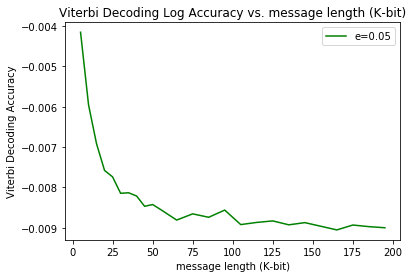 Viterbi Decoding Log Accuracy vs. message length (K-bit)
−0.004
−0.005
−0.006
−0.007
−0.008
−0.009
Viterbi Decoding Accuracy
e=0.05
0 25 50 75 100 125 150 175 200
message length (K-bit)